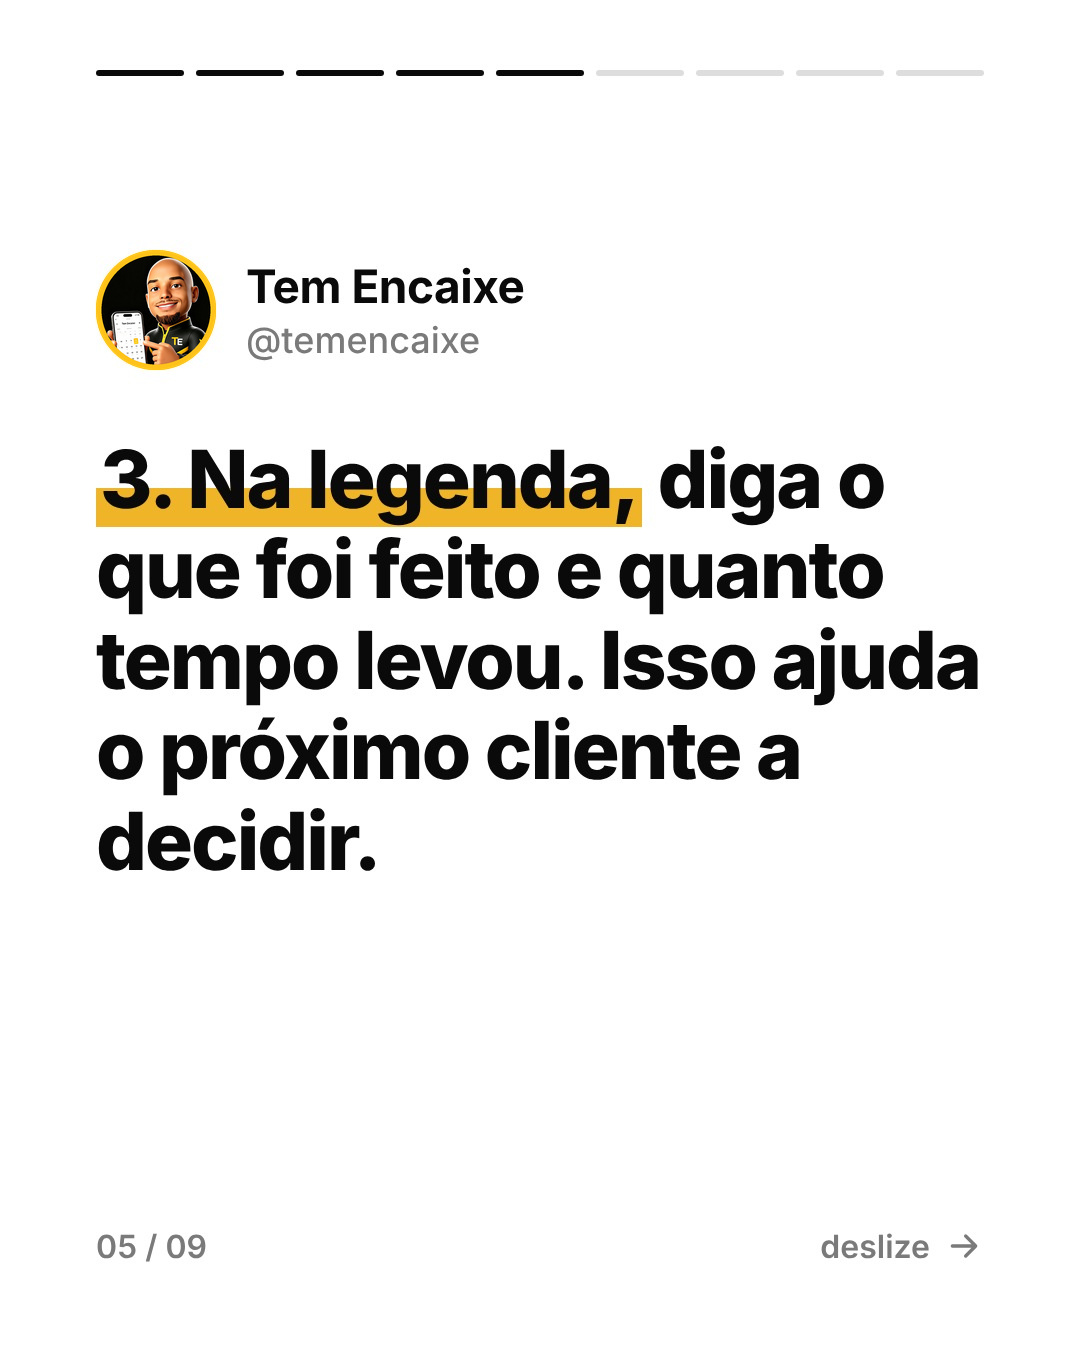 Tem Encaixe
@temencaixe
3. Na legenda, diga o
que foi feito e quanto
tempo levou. Isso ajuda
o próximo cliente a
decidir.
05 / 09
deslize →